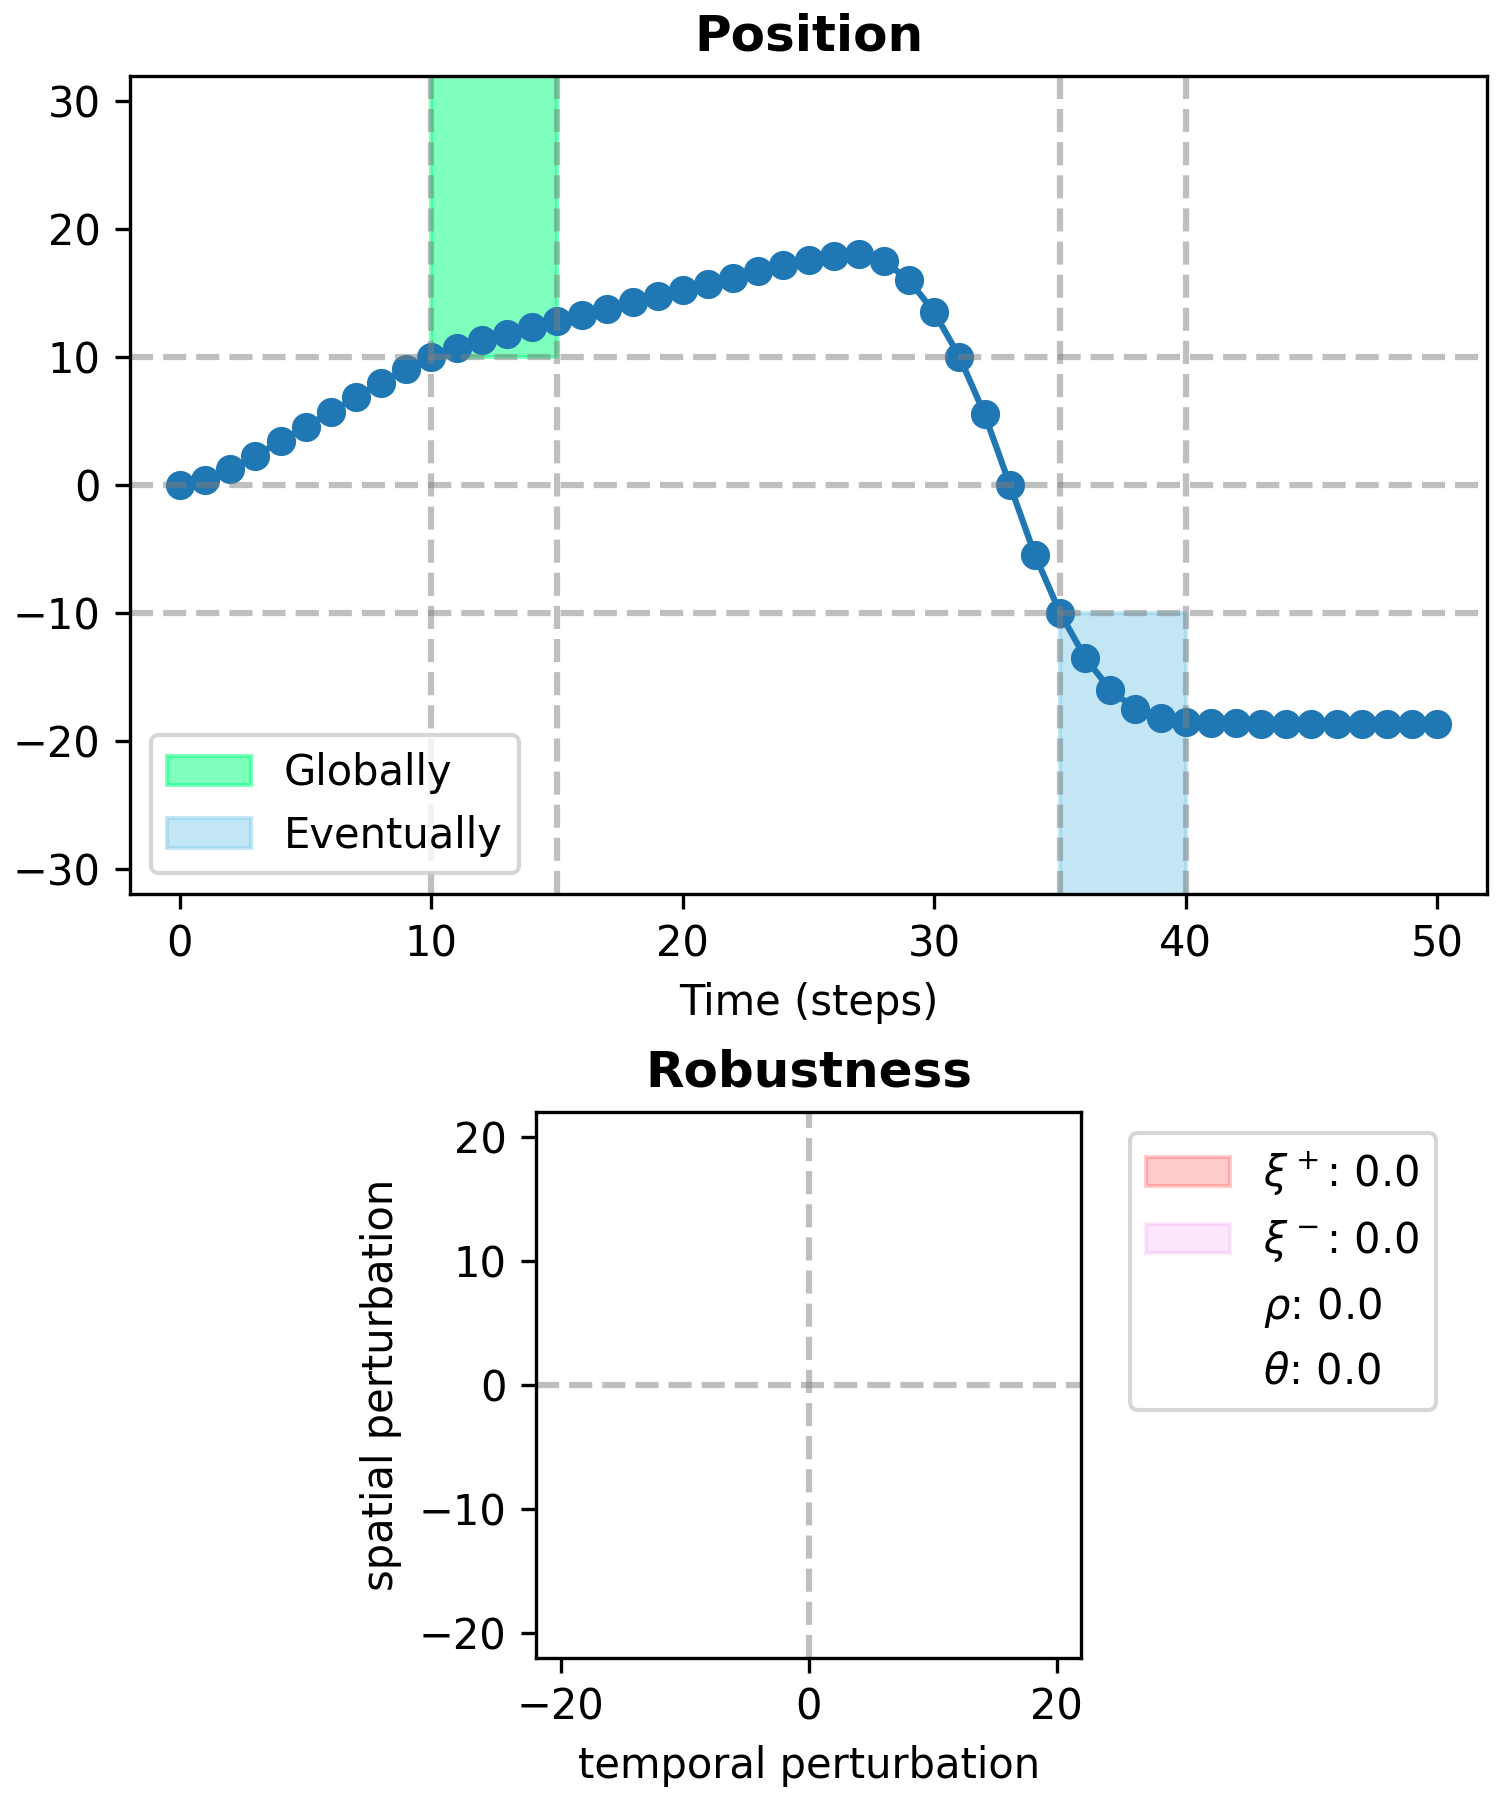 Position
30
20
10
0
−10
−20
−30
Globally
Eventually
0 10 20 30 40 50
Time (steps)
Robustness
20
10
0
−10
−20
spatial perturbation
−20 0 20
temporal perturbation
ξ⁺: 0.0
ξ⁻: 0.0
ρ: 0.0
θ: 0.0